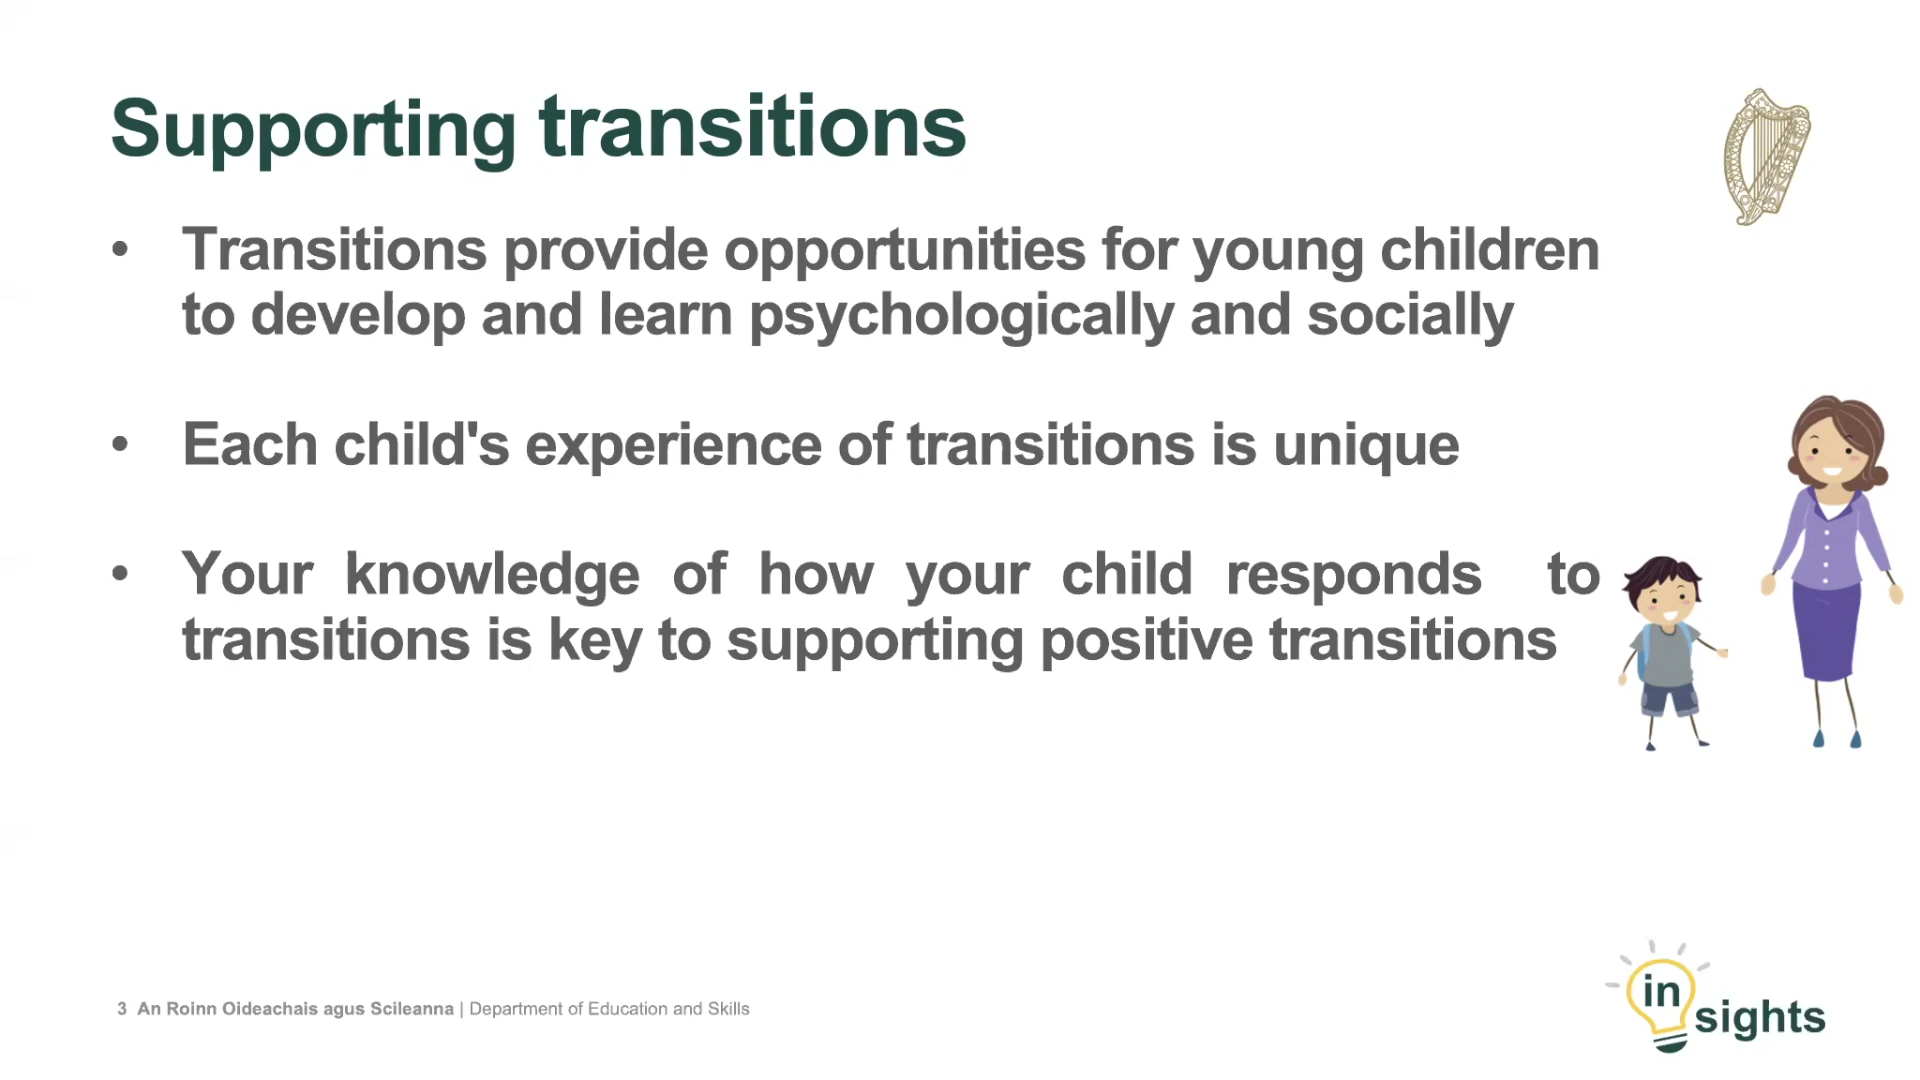 Supporting transitions
• Transitions provide opportunities for young children
to develop and learn psychologically and socially
• Each child's experience of transitions is unique
• Your knowledge of how your child responds to
transitions is key to supporting positive transitions
3 An Roinn Oideachais agus Scileanna | Department of Education and Skills
in
sights